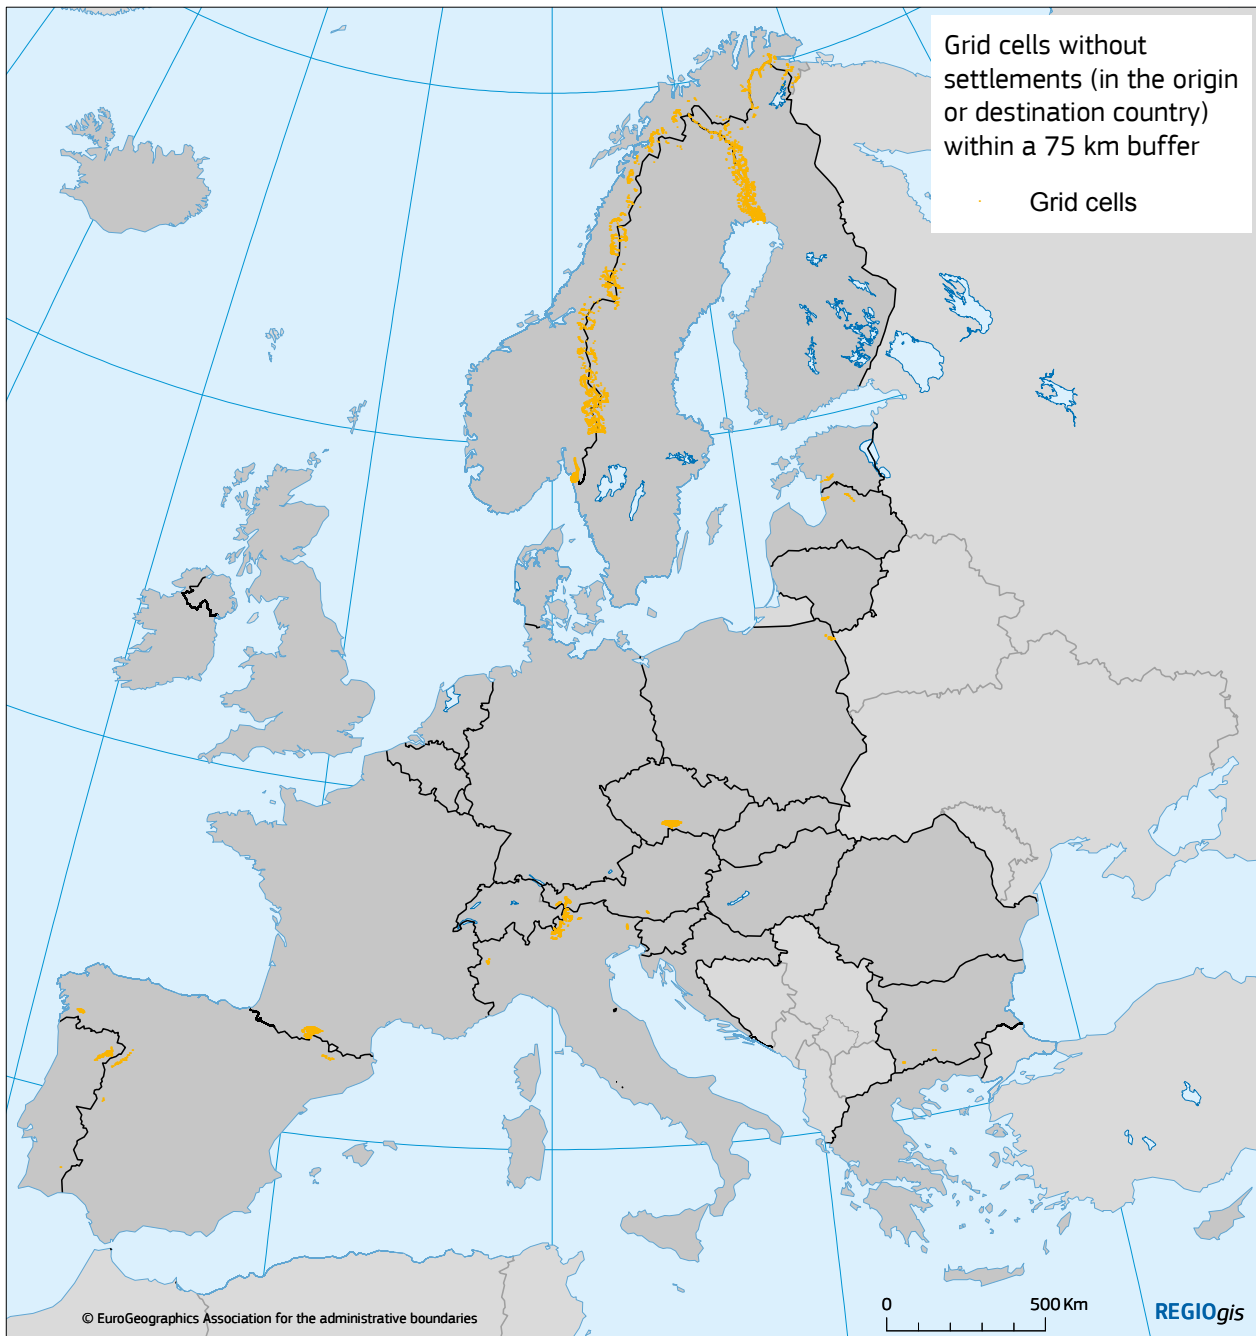 Grid cells without
settlements (in the origin
or destination country)
within a 75 km buffer
Grid cells
© EuroGeographics Association for the administrative boundaries
0 500 Km
REGIOgis